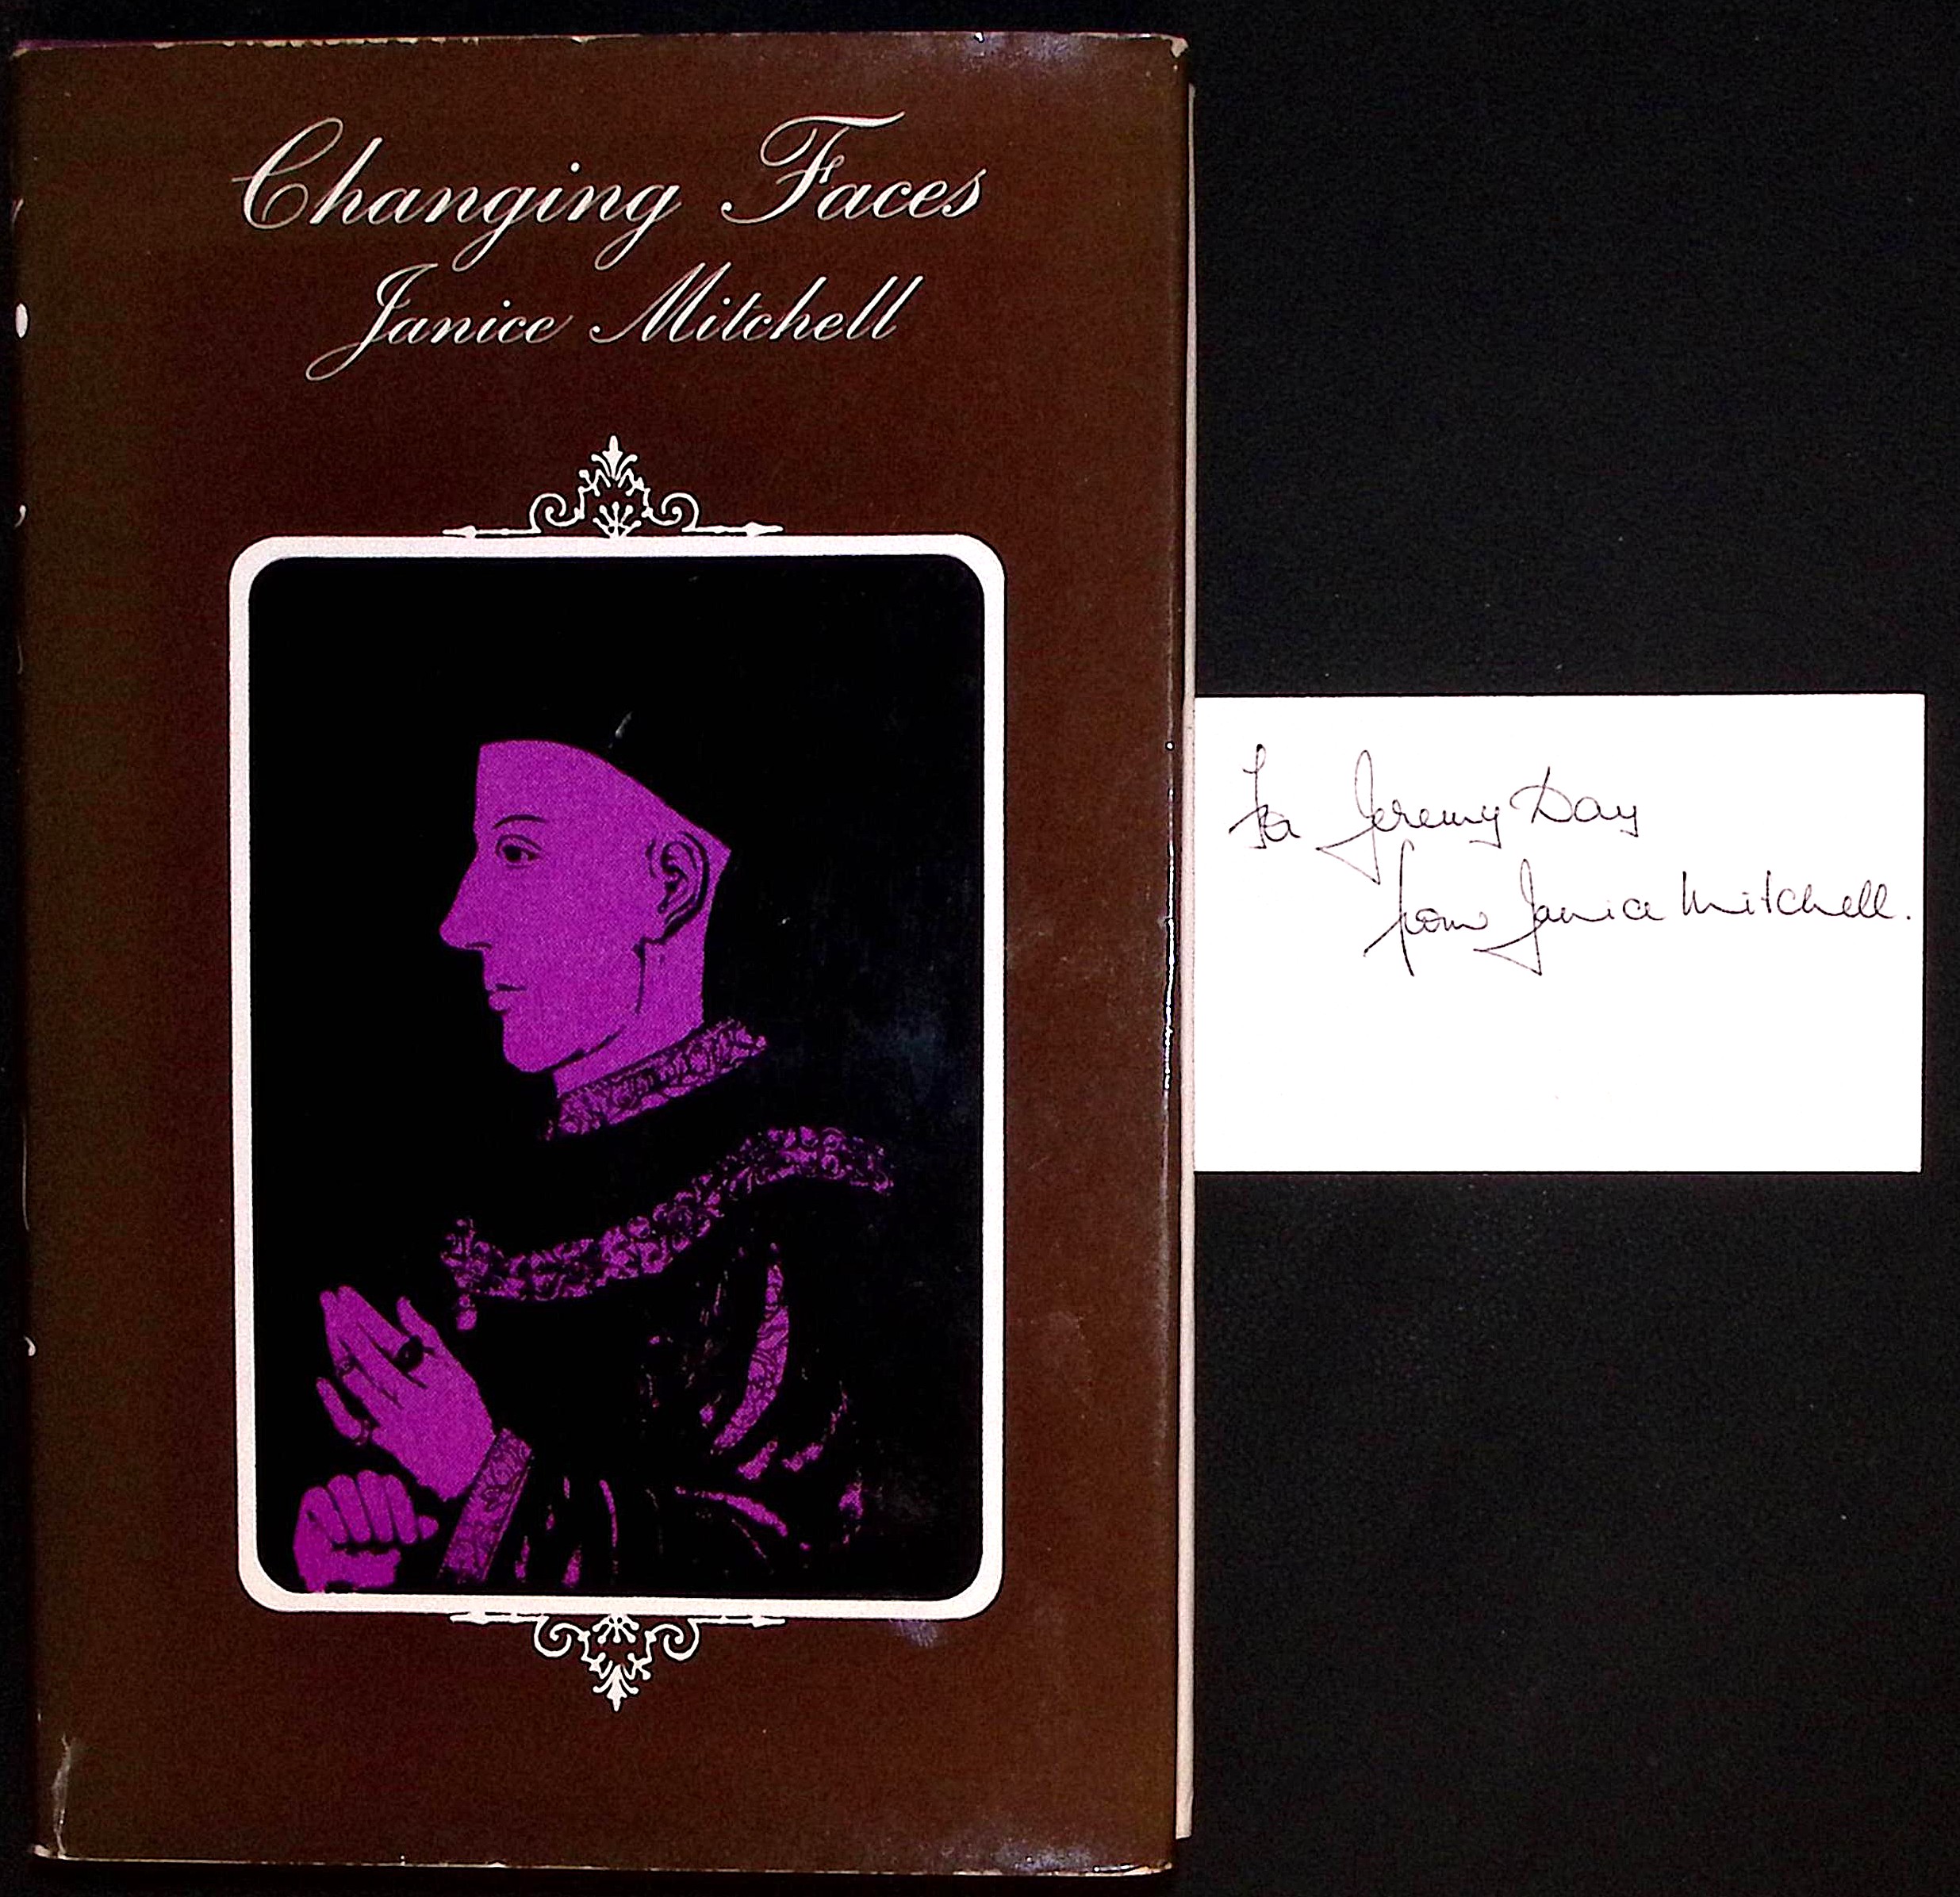 Changing Faces
Janice Mitchell
To Jeremy Day
from Janice Mitchell.